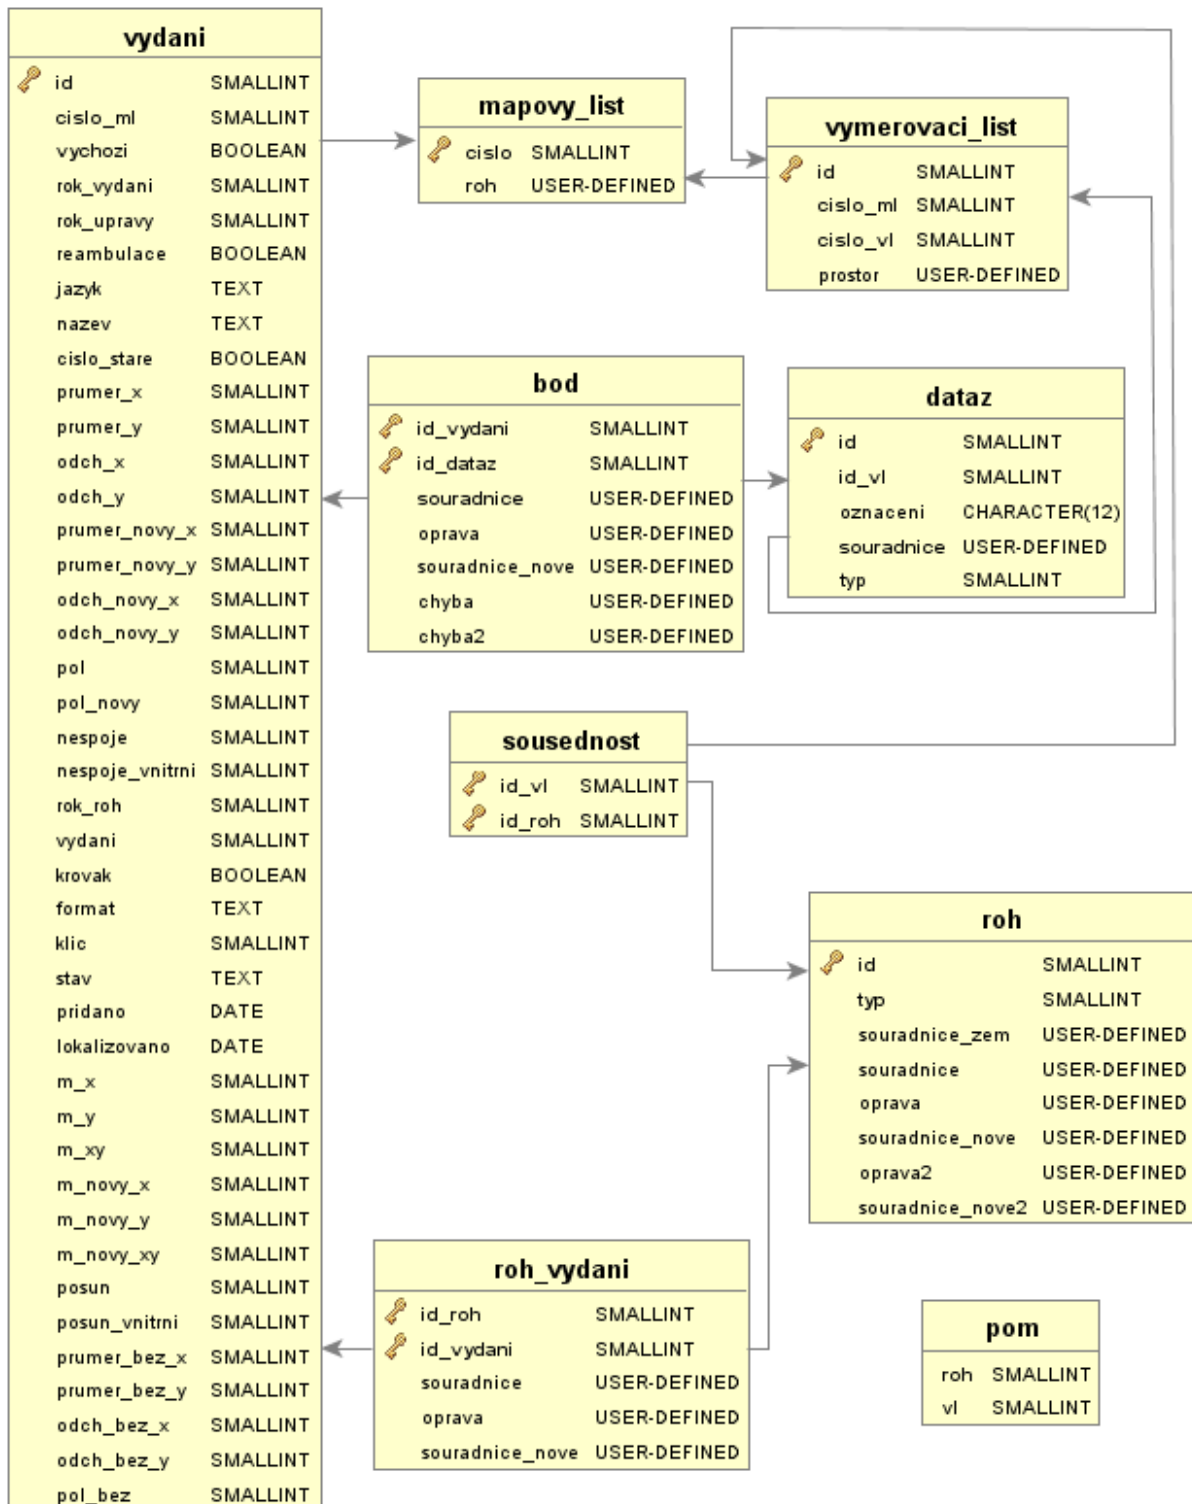 vydani
id SMALLINT
cislo_ml SMALLINT
vychozi BOOLEAN
rok_vydani SMALLINT
rok_upravy SMALLINT
reambulace BOOLEAN
jazyk TEXT
nazev TEXT
cislo_stare BOOLEAN
prumer_x SMALLINT
prumer_y SMALLINT
odch_x SMALLINT
odch_y SMALLINT
prumer_novy_x SMALLINT
prumer_novy_y SMALLINT
odch_novy_x SMALLINT
odch_novy_y SMALLINT
pol SMALLINT
pol_novy SMALLINT
nespoje SMALLINT
nespoje_vnitrni SMALLINT
rok_roh SMALLINT
vydani SMALLINT
krovak BOOLEAN
format TEXT
klic SMALLINT
stav TEXT
pridano DATE
lokalizovano DATE
m_x SMALLINT
m_y SMALLINT
m_xy SMALLINT
m_novy_x SMALLINT
m_novy_y SMALLINT
m_novy_xy SMALLINT
posun SMALLINT
posun_vnitrni SMALLINT
prumer_bez_x SMALLINT
prumer_bez_y SMALLINT
odch_bez_x SMALLINT
odch_bez_y SMALLINT
pol_bez SMALLINT
mapovy_list
cislo SMALLINT
roh USER-DEFINED
vymerovaci_list
id SMALLINT
cislo_ml SMALLINT
cislo_vl SMALLINT
prostor USER-DEFINED
bod
id_vydani SMALLINT
id_dataz SMALLINT
souradnice USER-DEFINED
oprava USER-DEFINED
souradnice_nove USER-DEFINED
chyba USER-DEFINED
chyba2 USER-DEFINED
dataz
id SMALLINT
id_vl SMALLINT
oznaceni CHARACTER(12)
souradnice USER-DEFINED
typ SMALLINT
sousednost
id_vl SMALLINT
id_roh SMALLINT
roh
id SMALLINT
typ SMALLINT
souradnice_zem USER-DEFINED
souradnice USER-DEFINED
oprava USER-DEFINED
souradnice_nove USER-DEFINED
oprava2 USER-DEFINED
souradnice_nove2 USER-DEFINED
roh_vydani
id_roh SMALLINT
id_vydani SMALLINT
souradnice USER-DEFINED
oprava USER-DEFINED
souradnice_nove USER-DEFINED
pom
roh SMALLINT
vl SMALLINT